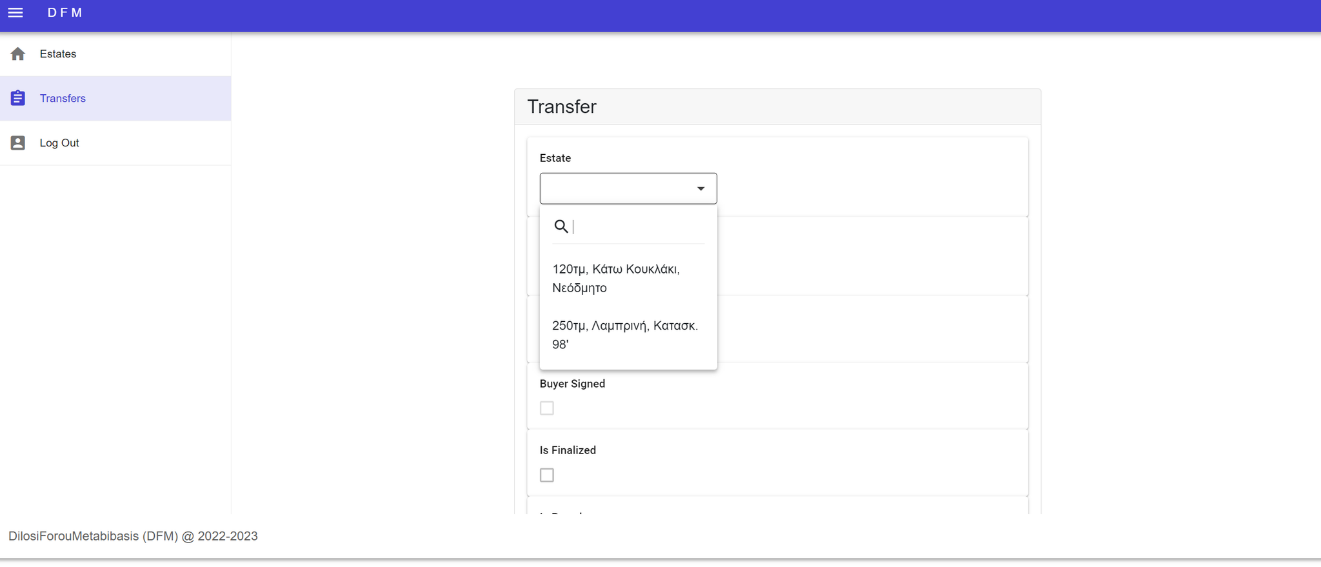 DFM
Estates
Transfers
Log Out
Transfer
Estate
120τμ, Κάτω Κουκλάκι,
Νεόδμητο
250τμ, Λαμπρινή, Κατασκ.
98'
Buyer Signed
Is Finalized
DilosiForouMetabibasis (DFM) @ 2022-2023